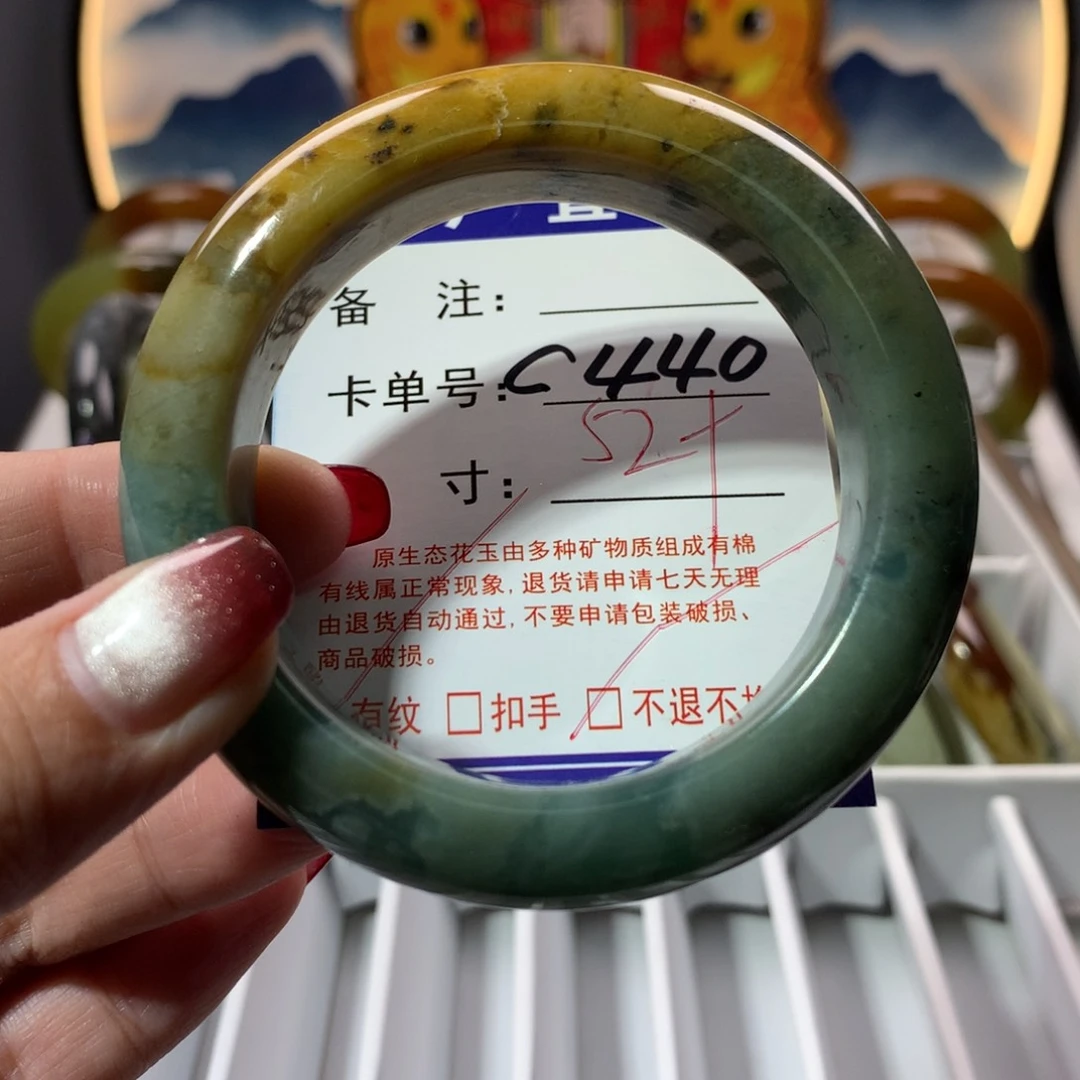 备 注：
卡单号：C440
寸： 52+
原生态花玉由多种矿物质组成有棉
有线属正常现象，退货请申请七天无理
由退货自动通过，不要申请包装破损、
商品破损。
有纹 □扣手 □不退不